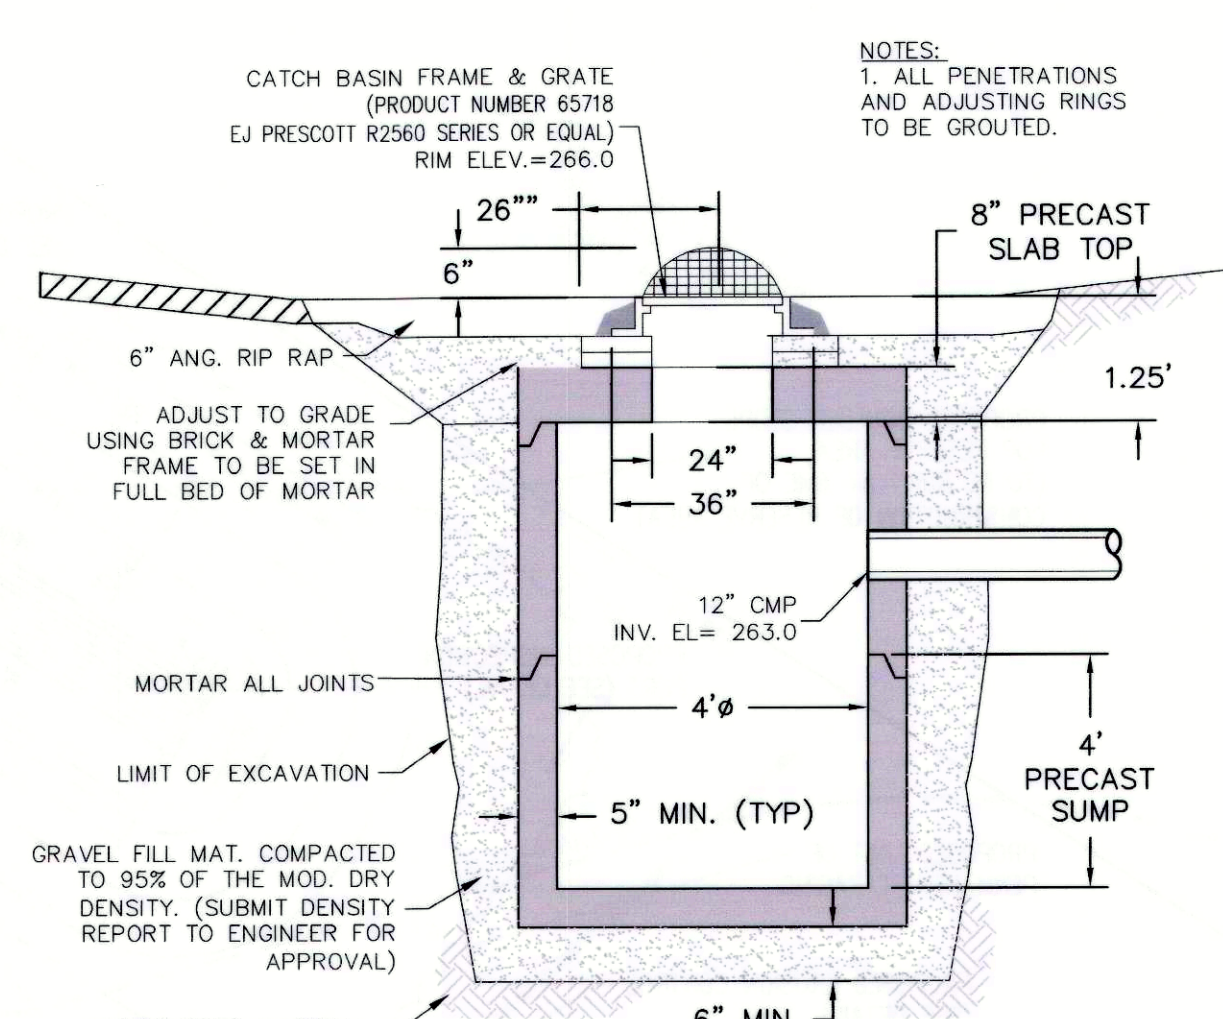 CATCH BASIN FRAME & GRATE
(PRODUCT NUMBER 65718
EJ PRESCOTT R2560 SERIES OR EQUAL)
RIM ELEV.=266.0
NOTES:
1. ALL PENETRATIONS
AND ADJUSTING RINGS
TO BE GROUTED.
26""
8" PRECAST
SLAB TOP
6"
6" ANG. RIP RAP
1.25'
ADJUST TO GRADE
USING BRICK & MORTAR
FRAME TO BE SET IN
FULL BED OF MORTAR
24"
36"
12" CMP
INV. EL= 263.0
MORTAR ALL JOINTS
4'ø
4'
PRECAST
SUMP
LIMIT OF EXCAVATION
5" MIN. (TYP)
GRAVEL FILL MAT. COMPACTED
TO 95% OF THE MOD. DRY
DENSITY. (SUBMIT DENSITY
REPORT TO ENGINEER FOR
APPROVAL)
6" MIN.